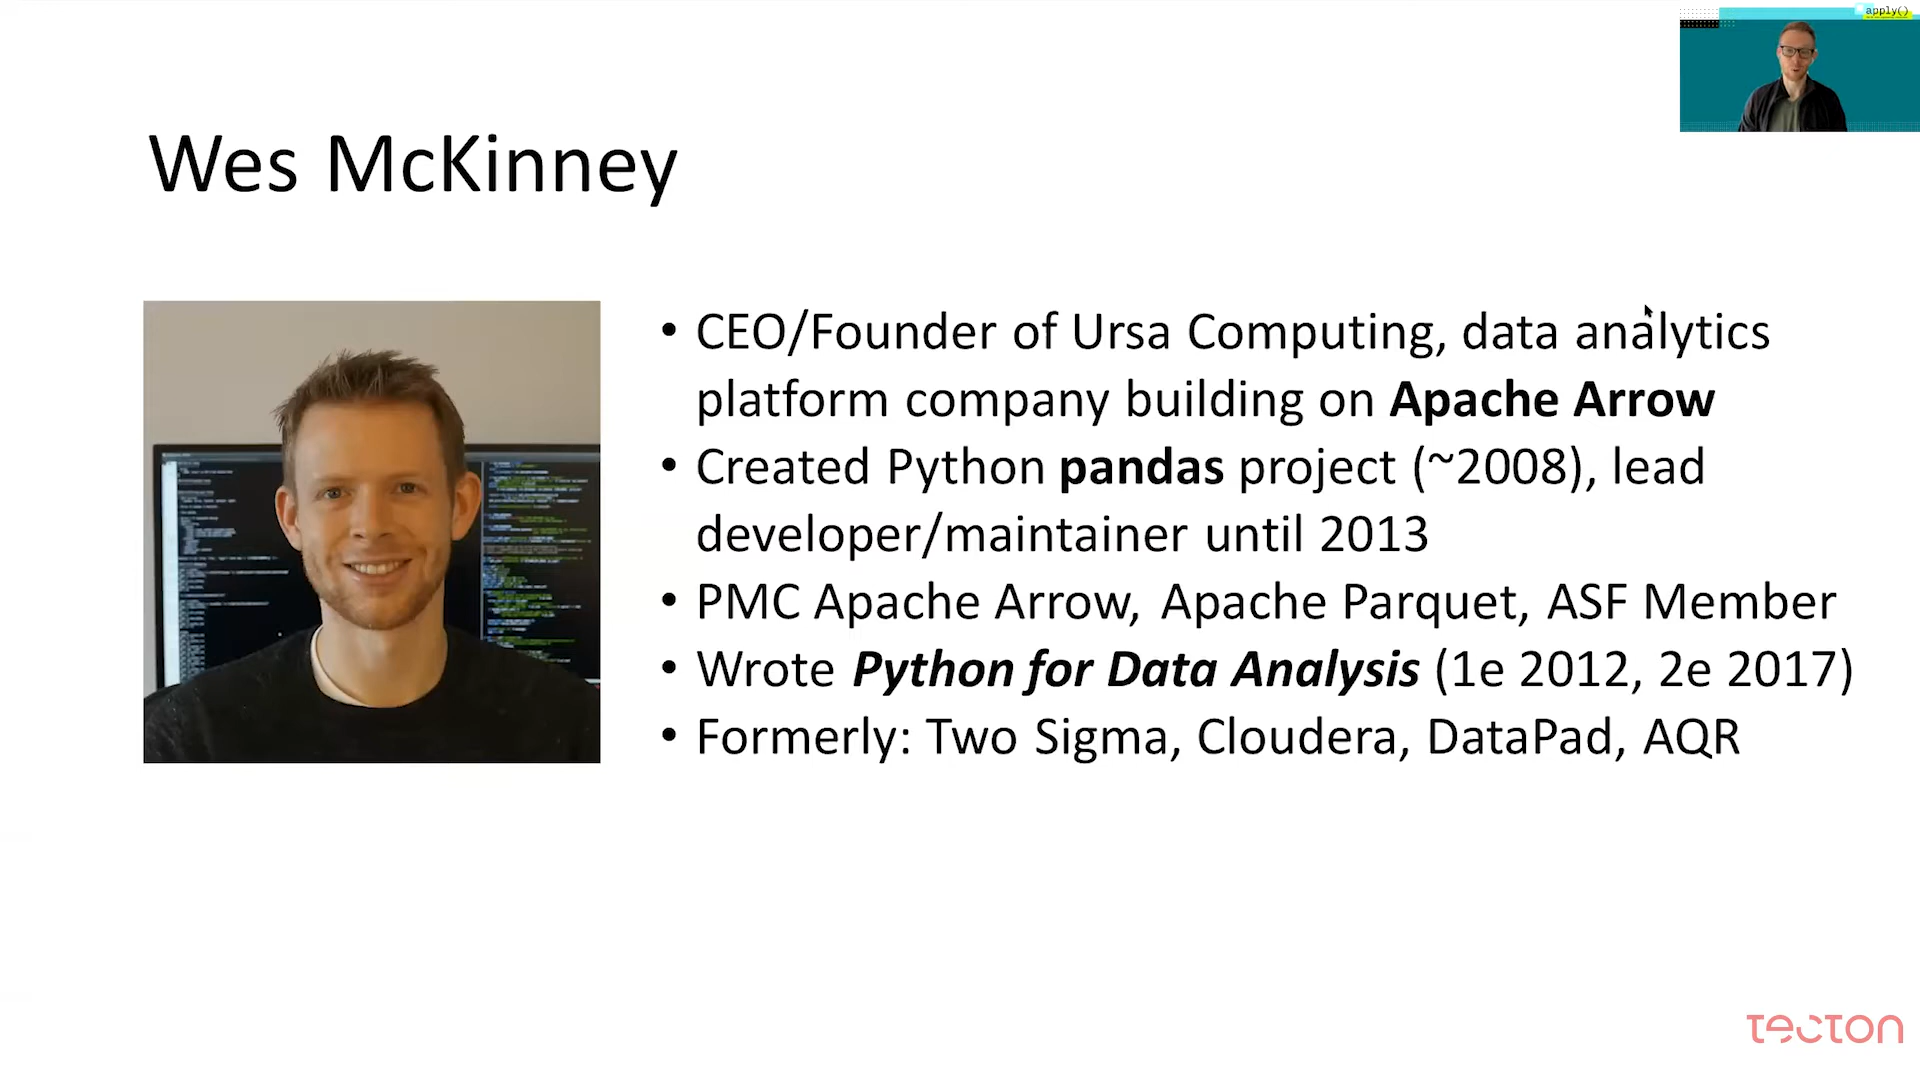 apply()
Wes McKinney
• CEO/Founder of Ursa Computing, data analytics
platform company building on Apache Arrow
• Created Python pandas project (~2008), lead
developer/maintainer until 2013
• PMC Apache Arrow, Apache Parquet, ASF Member
• Wrote Python for Data Analysis (1e 2012, 2e 2017)
• Formerly: Two Sigma, Cloudera, DataPad, AQR
tecton